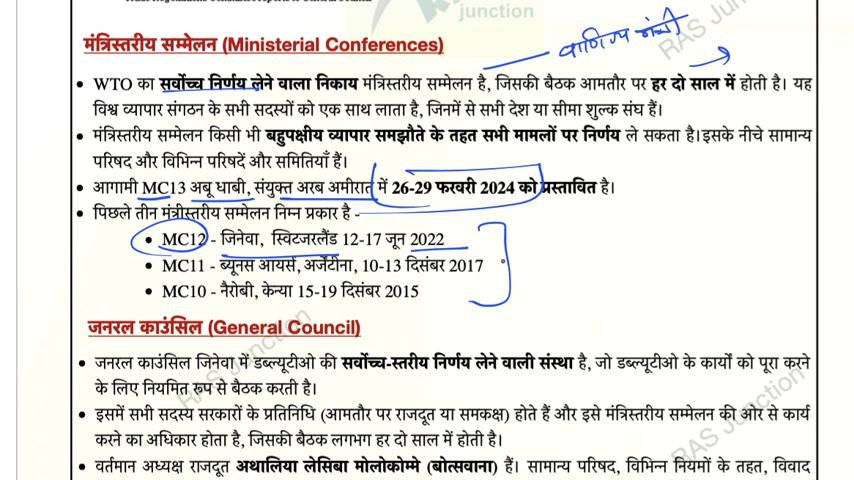 junction
मंत्रिस्तरीय सम्मेलन (Ministerial Conferences)
वाणिज्य मंत्री
RAS Junction
• WTO का सर्वोच्च निर्णय लेने वाला निकाय मंत्रिस्तरीय सम्मेलन है, जिसकी बैठक आमतौर पर हर दो साल में होती है। यह
विश्व व्यापार संगठन के सभी सदस्यों को एक साथ लाता है, जिनमें से सभी देश या सीमा शुल्क संघ हैं।
• मंत्रिस्तरीय सम्मेलन किसी भी बहुपक्षीय व्यापार समझौते के तहत सभी मामलों पर निर्णय ले सकता है।इसके नीचे सामान्य
परिषद और विभिन्न परिषदें और समितियाँ हैं।
• आगामी MC13 अबू धाबी, संयुक्त अरब अमीरात में 26-29 फरवरी 2024 को प्रस्तावित है।
• पिछले तीन मंत्रीस्तरीय सम्मेलन निम्न प्रकार है -
• MC12 - जिनेवा, स्विटजरलैंड 12-17 जून 2022
• MC11 - ब्यूनस आयर्स, अर्जेंटीना, 10-13 दिसंबर 2017
• MC10 - नैरोबी, केन्या 15-19 दिसंबर 2015
जनरल काउंसिल (General Council)
RAS Junction
• जनरल काउंसिल जिनेवा में डब्ल्यूटीओ की सर्वोच्च-स्तरीय निर्णय लेने वाली संस्था है, जो डब्ल्यूटीओ के कार्यों को पूरा करने
के लिए नियमित रूप से बैठक करती है।
• इसमें सभी सदस्य सरकारों के प्रतिनिधि (आमतौर पर राजदूत या समकक्ष) होते हैं और इसे मंत्रिस्तरीय सम्मेलन की ओर से कार्य
करने का अधिकार होता है, जिसकी बैठक लगभग हर दो साल में होती है।
RAS Junction
• वर्तमान अध्यक्ष राजदूत अथालिया लेसिबा मोलोकोम्मे (बोत्सवाना) हैं। सामान्य परिषद, विभिन्न नियमों के तहत, विवाद